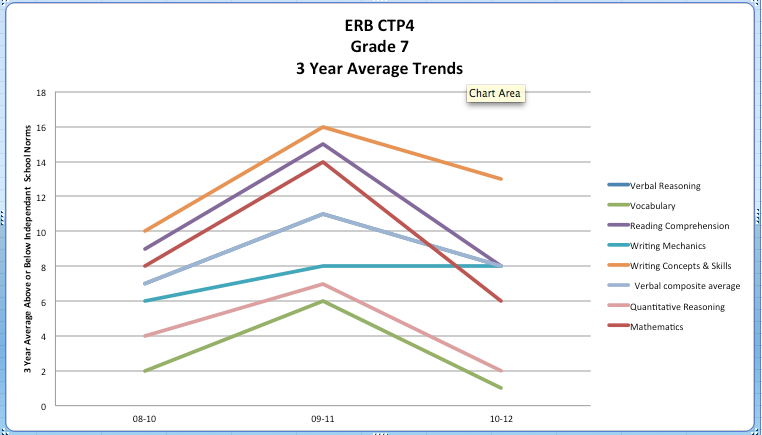 ERB CTP4
Grade 7
3 Year Average Trends
Chart Area
3 Year Average Above or Below Independent School Norms
18
16
14
12
10
8
6
4
2
0
08-10
09-11
10-12
Verbal Reasoning
Vocabulary
Reading Comprehension
Writing Mechanics
Writing Concepts & Skills
Verbal composite average
Quantitative Reasoning
Mathematics